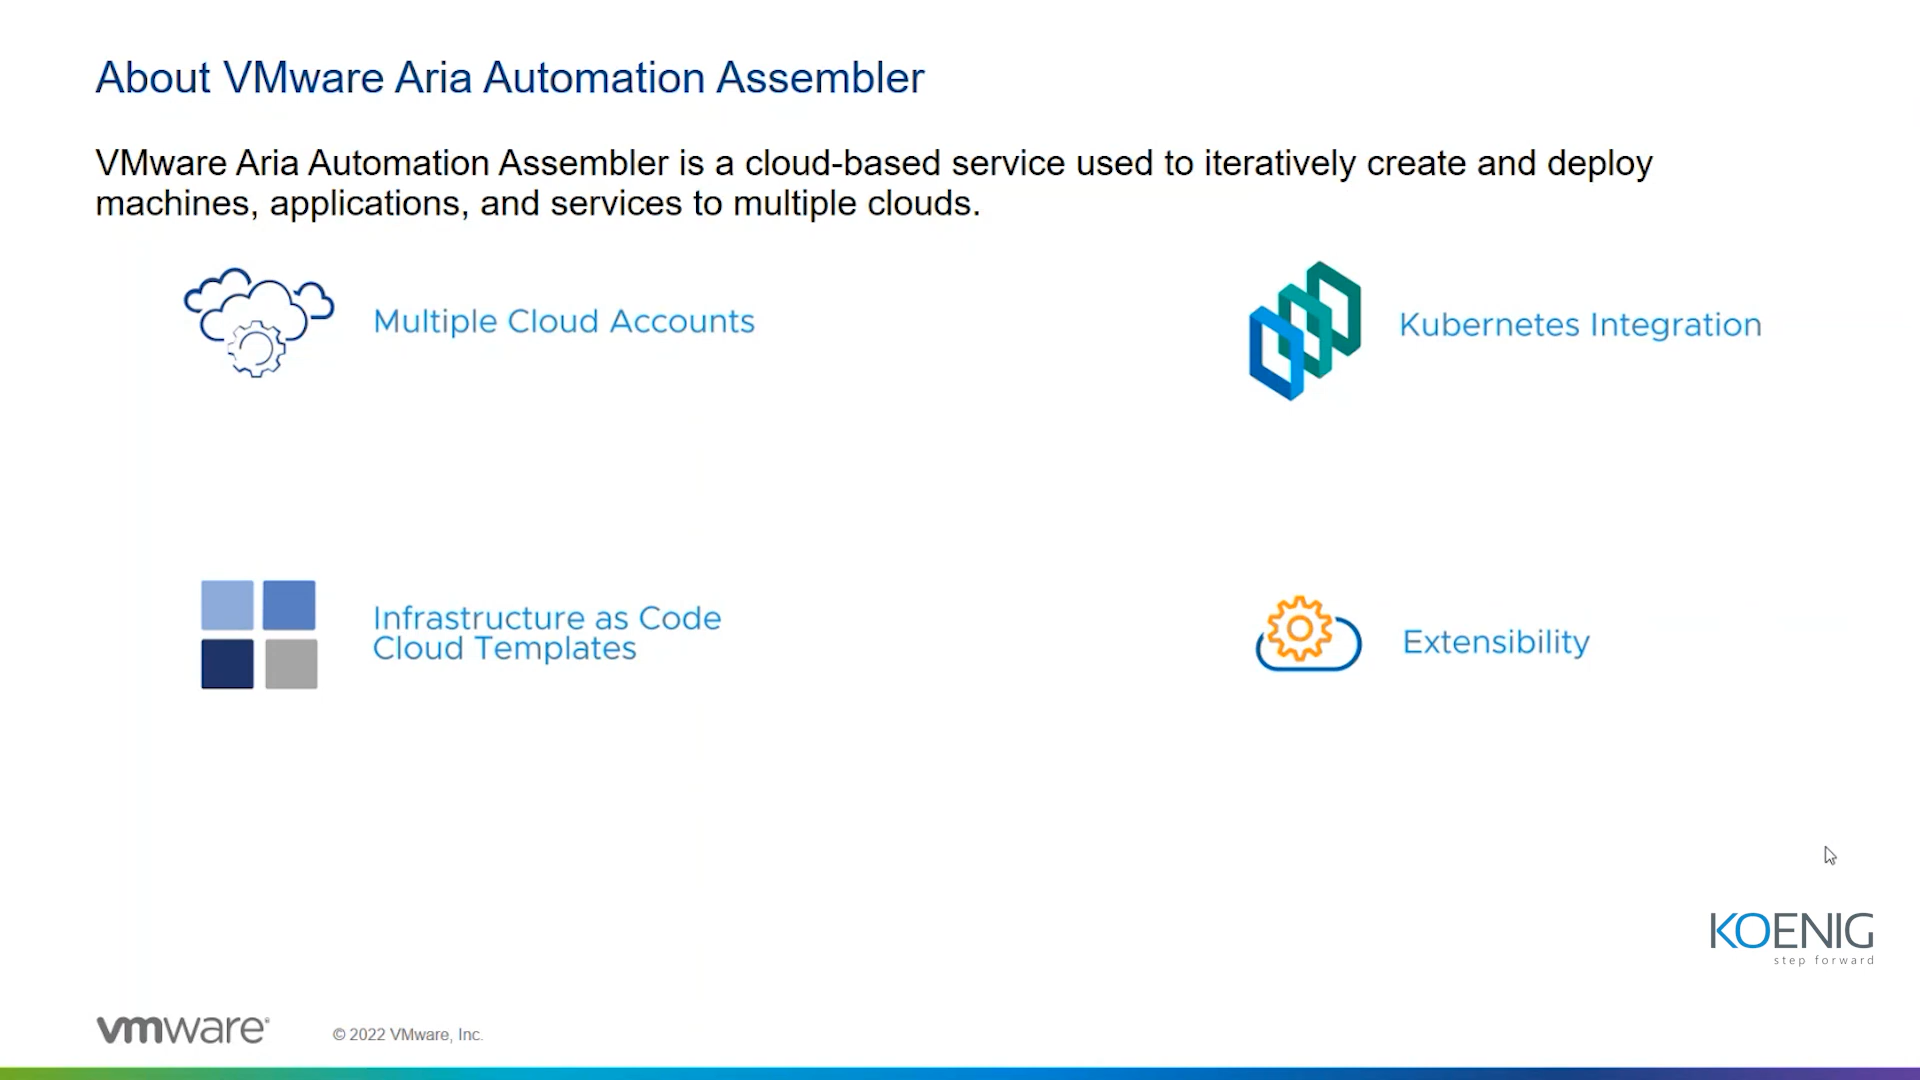 About VMware Aria Automation Assembler
VMware Aria Automation Assembler is a cloud-based service used to iteratively create and deploy
machines, applications, and services to multiple clouds.
Multiple Cloud Accounts
Kubernetes Integration
Infrastructure as Code
Cloud Templates
Extensibility
KOENIG
step forward
vmware®
© 2022 VMware, Inc.